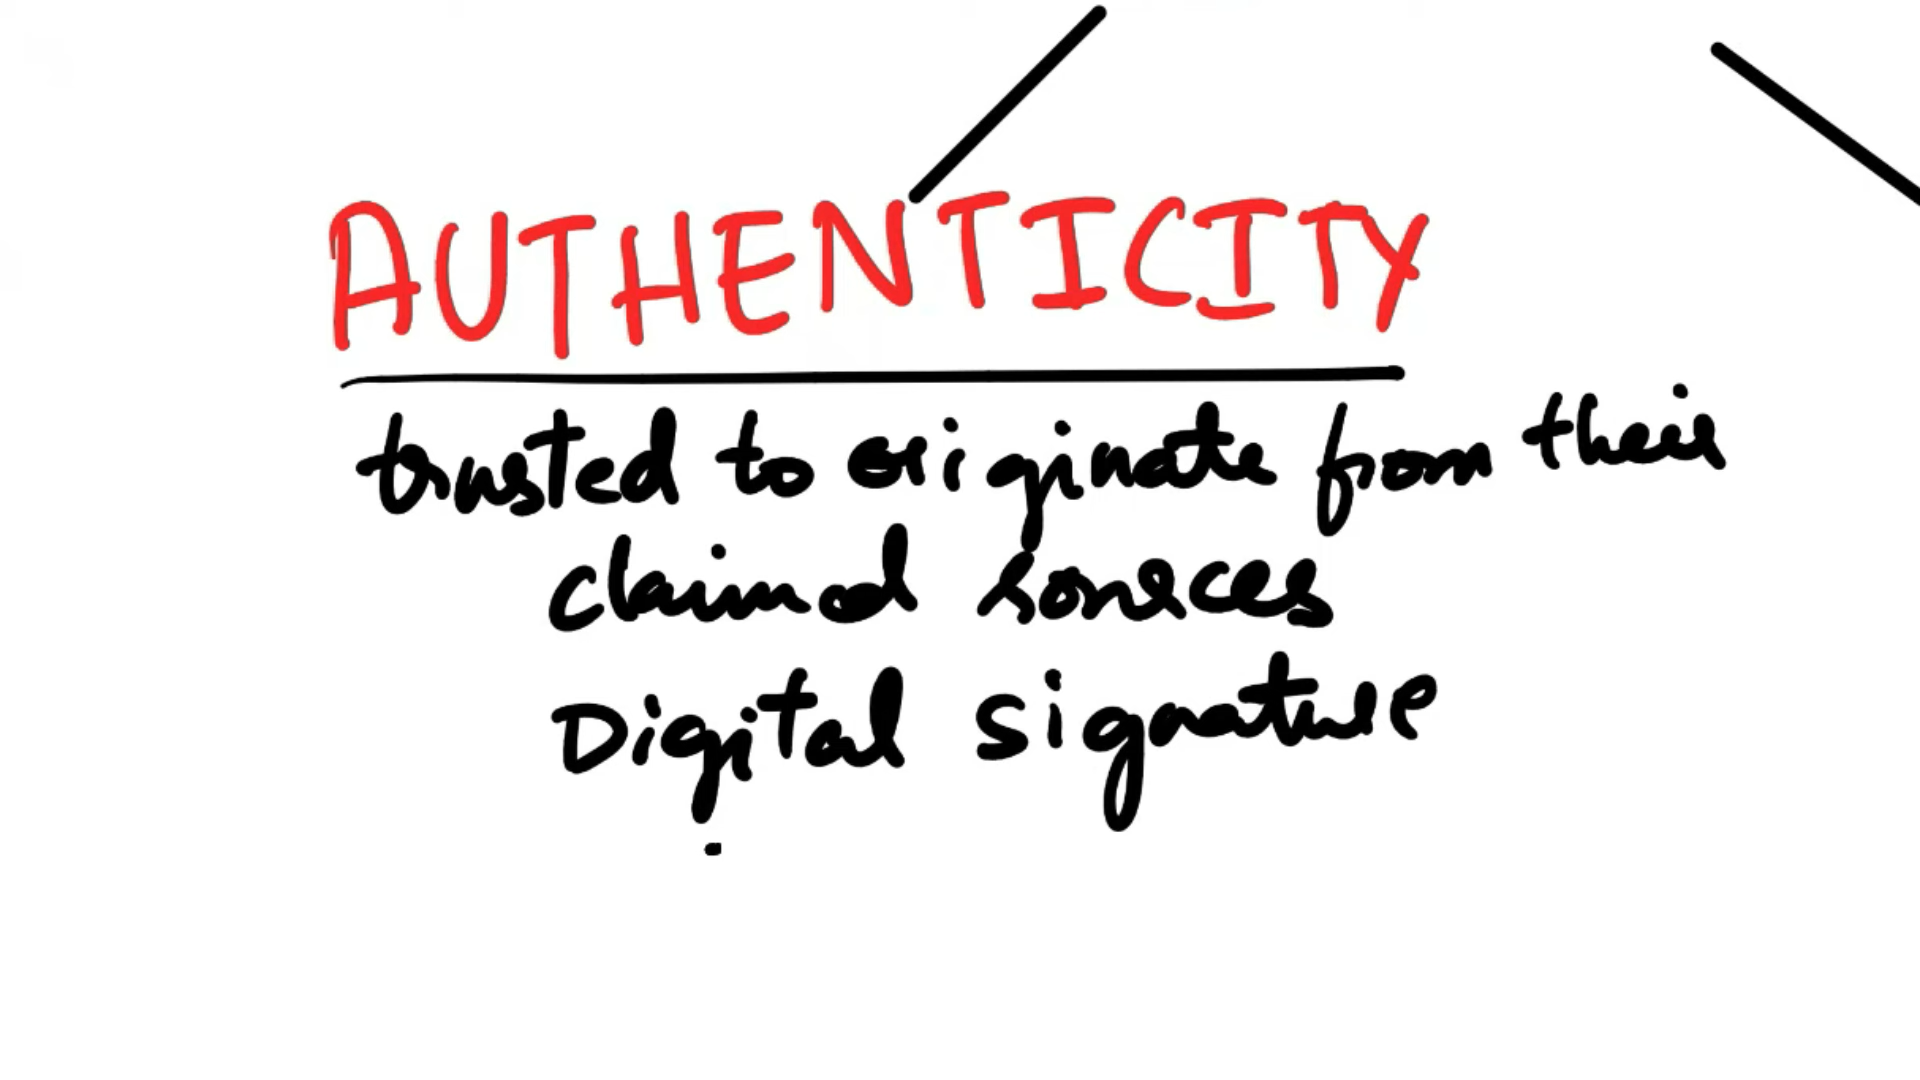 AUTHENTICITY
trusted to originate from their
claimed sources
Digital signature